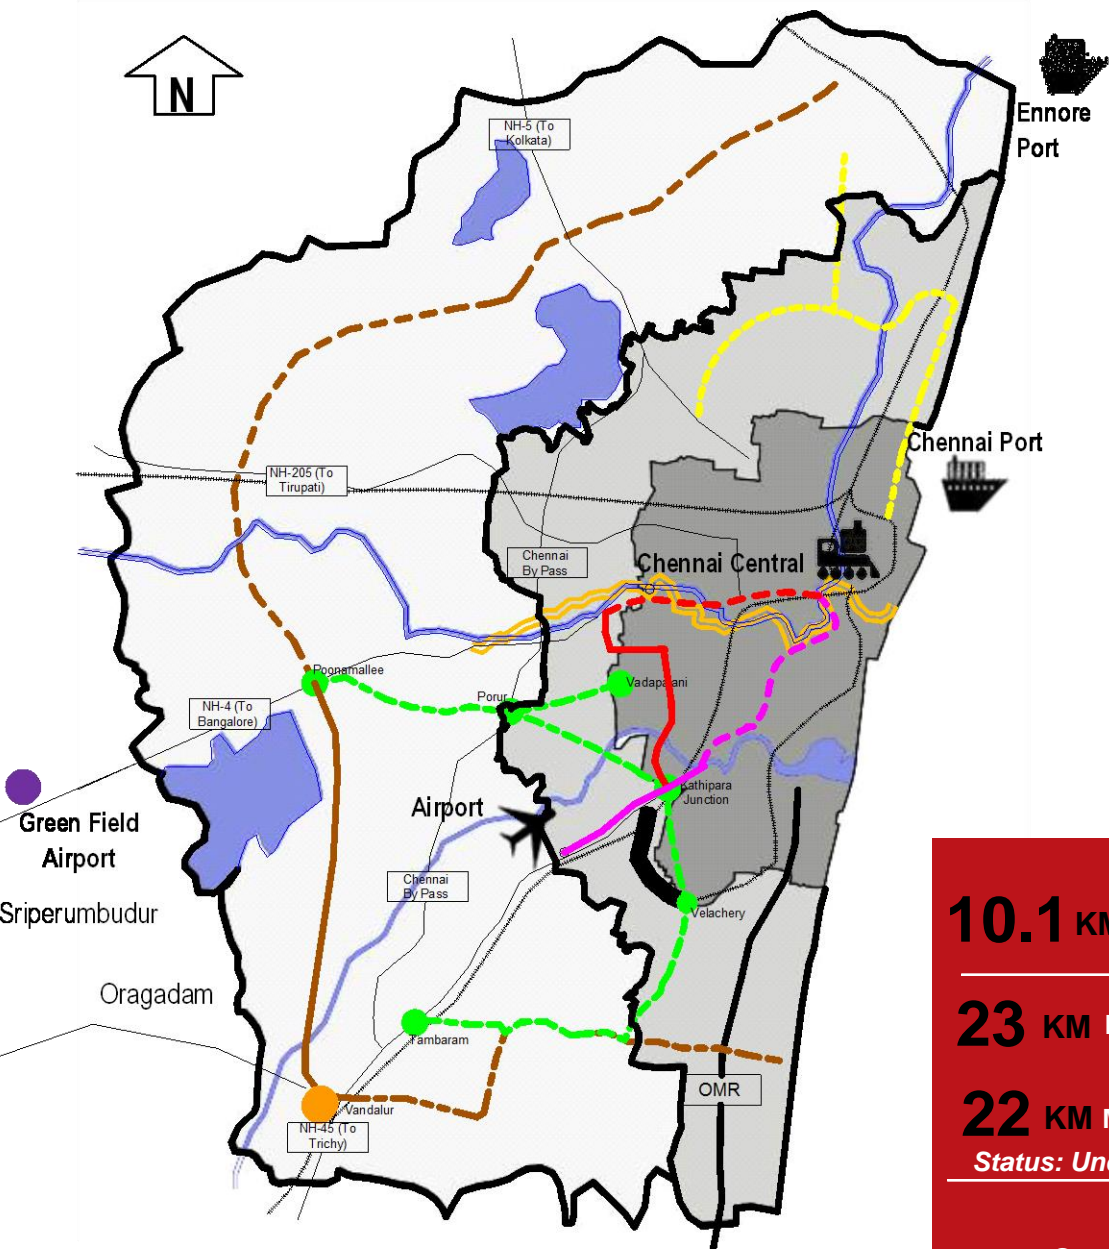 N
Ennore
Port
NH-5 (To
Kolkata)
Chennai Port
NH-205 (To
Tirupati)
Chennai
By Pass
Chennai Central
Poonamallee
Porur
Vadapalani
NH-4 (To
Bangalore)
Kathipara
Junction
Airport
Green Field
Airport
Chennai
By Pass
Sriperumbudur
Velachery
10.1 KM
Oragadam
23 KM
Tambaram
OMR
Vandalur
22 KM
NH-45 (To
Trichy)
Status: